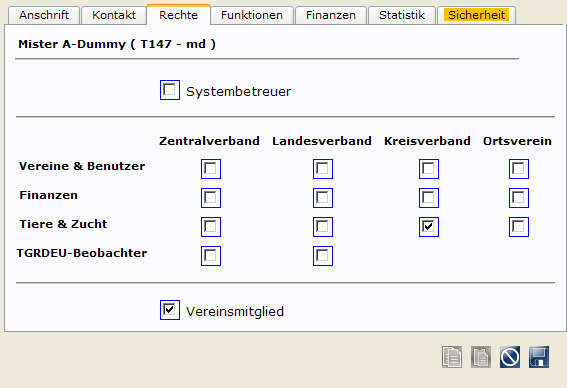 Anschrift Kontakt Rechte Funktionen Finanzen Statistik Sicherheit
Mister A-Dummy ( T147 - md )
Systembetreuer
Zentralverband Landesverband Kreisverband Ortsverein
Vereine & Benutzer
Finanzen
Tiere & Zucht
TGRDEU-Beobachter
Vereinsmitglied